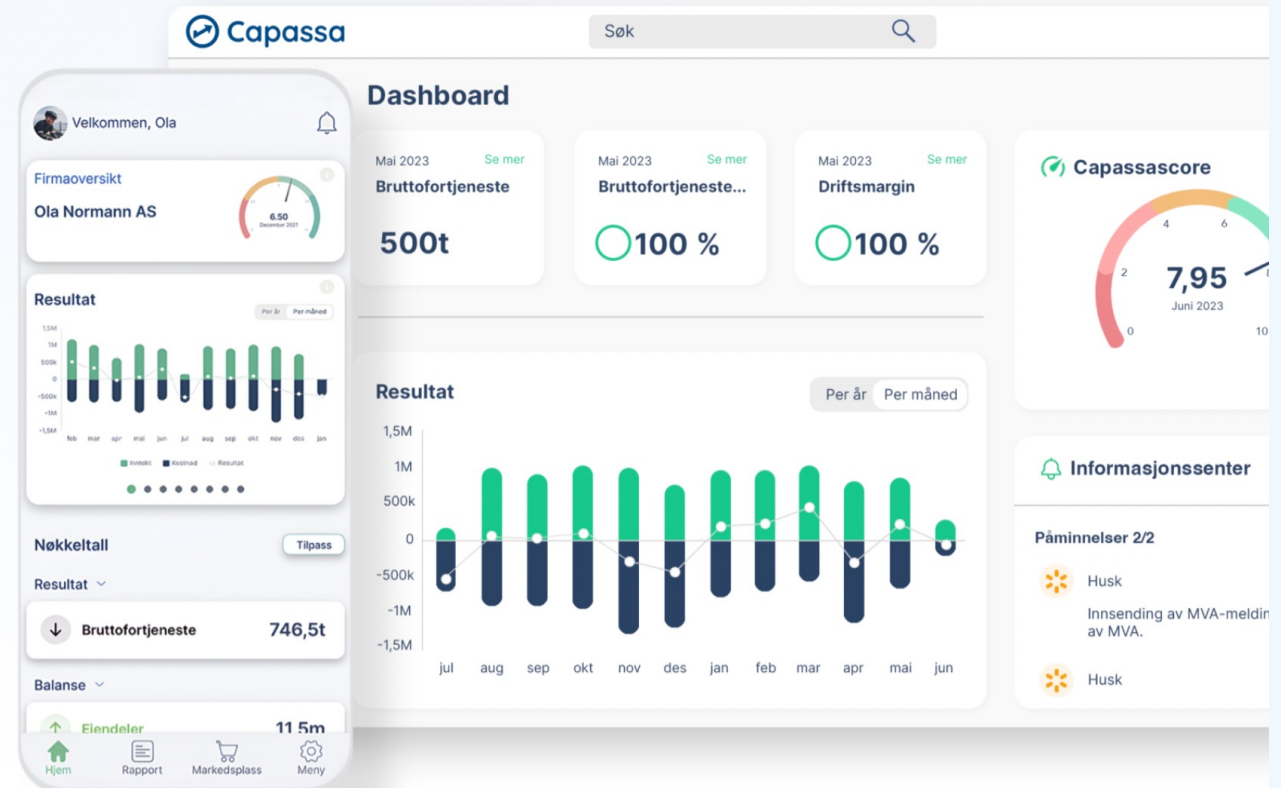 Capassa
Søk
Dashboard
Mai 2023 Se mer
Bruttofortjeneste
500t
Mai 2023 Se mer
Bruttofortjeneste...
100 %
Mai 2023 Se mer
Driftsmargin
100 %
Capassascore
0
2
4
6
8
10
7,95
Juni 2023
Resultat
Per år Per måned
1,5M
1M
500k
0
-500k
-1M
-1,5M
jul aug sep okt nov des jan feb mar apr mai jun
Informasjonssenter
Påminnelser 2/2
Husk
Innsending av MVA-meldin
av MVA.
Husk
Velkommen, Ola
Firmaoversikt
Ola Normann AS
6.50
December 2021
Resultat
Per år Per måned
1,5M
1M
500k
0
-500k
-1M
-1,5M
feb mar apr mai jun jul aug sep okt nov des jan
Inntekt Kostnad Resultat
Nøkkeltall
Tilpass
Resultat
Bruttofortjeneste 746,5t
Balanse
Eiendeler 11,5m
Hjem Rapport Markedsplass Meny